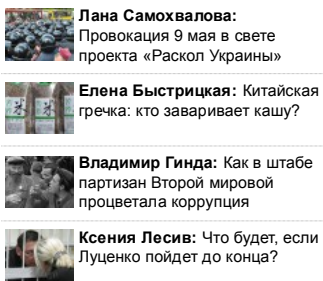 Лана Самохвалова:
Провокация 9 мая в свете
проекта «Раскол Украины»
Елена Быстрицкая: Китайская
гречка: кто заваривает кашу?
Владимир Гинда: Как в штабе
партизан Второй мировой
процветала коррупция
Ксения Лесив: Что будет, если
Луценко пойдет до конца?